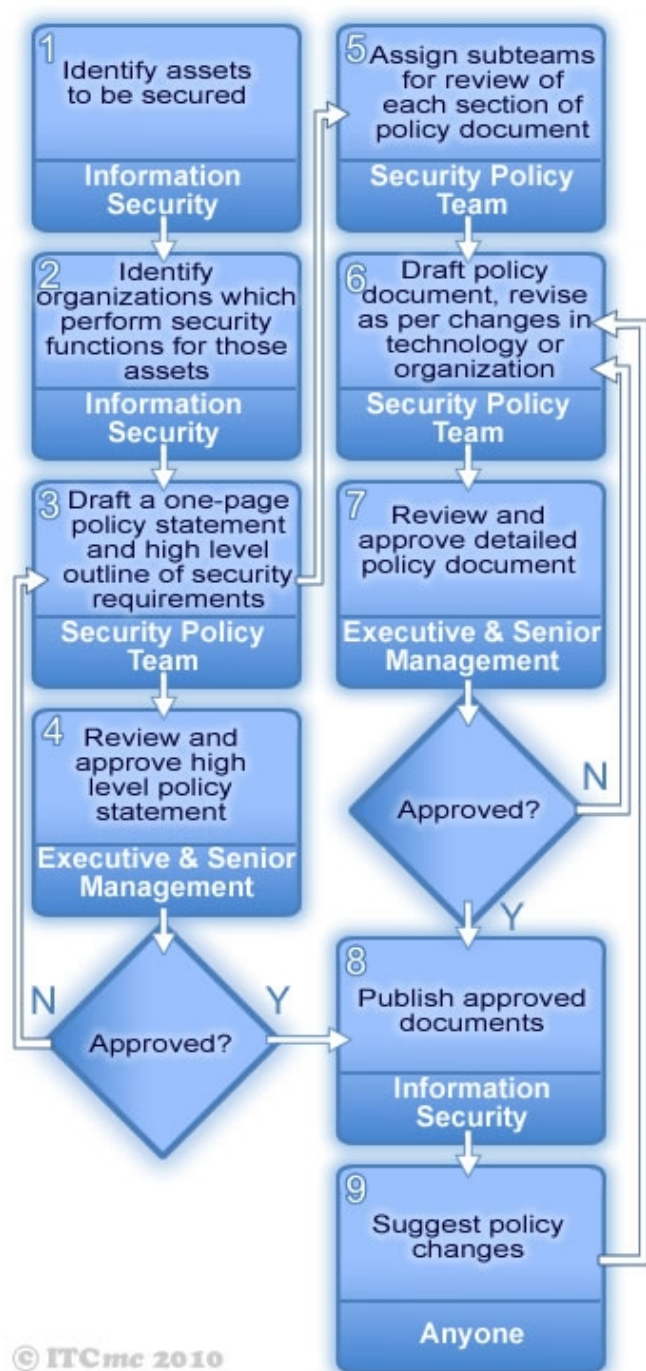 1
Identify assets
to be secured
Information
Security
2
Identify
organizations which
perform security
functions for those
assets
Information
Security
3
Draft a one-page
policy statement
and high level
outline of security
requirements
Security Policy
Team
4
Review and
approve high
level policy
statement
Executive & Senior
Management
Approved?
N
Y
5
Assign subteams
for review of
each section of
policy document
Security Policy
Team
6
Draft policy
document, revise
as per changes in
technology or
organization
Security Policy
Team
7
Review and
approve detailed
policy document
Executive & Senior
Management
Approved?
N
Y
8
Publish approved
documents
Information
Security
9
Suggest policy
changes
Anyone
© ITCmc 2010